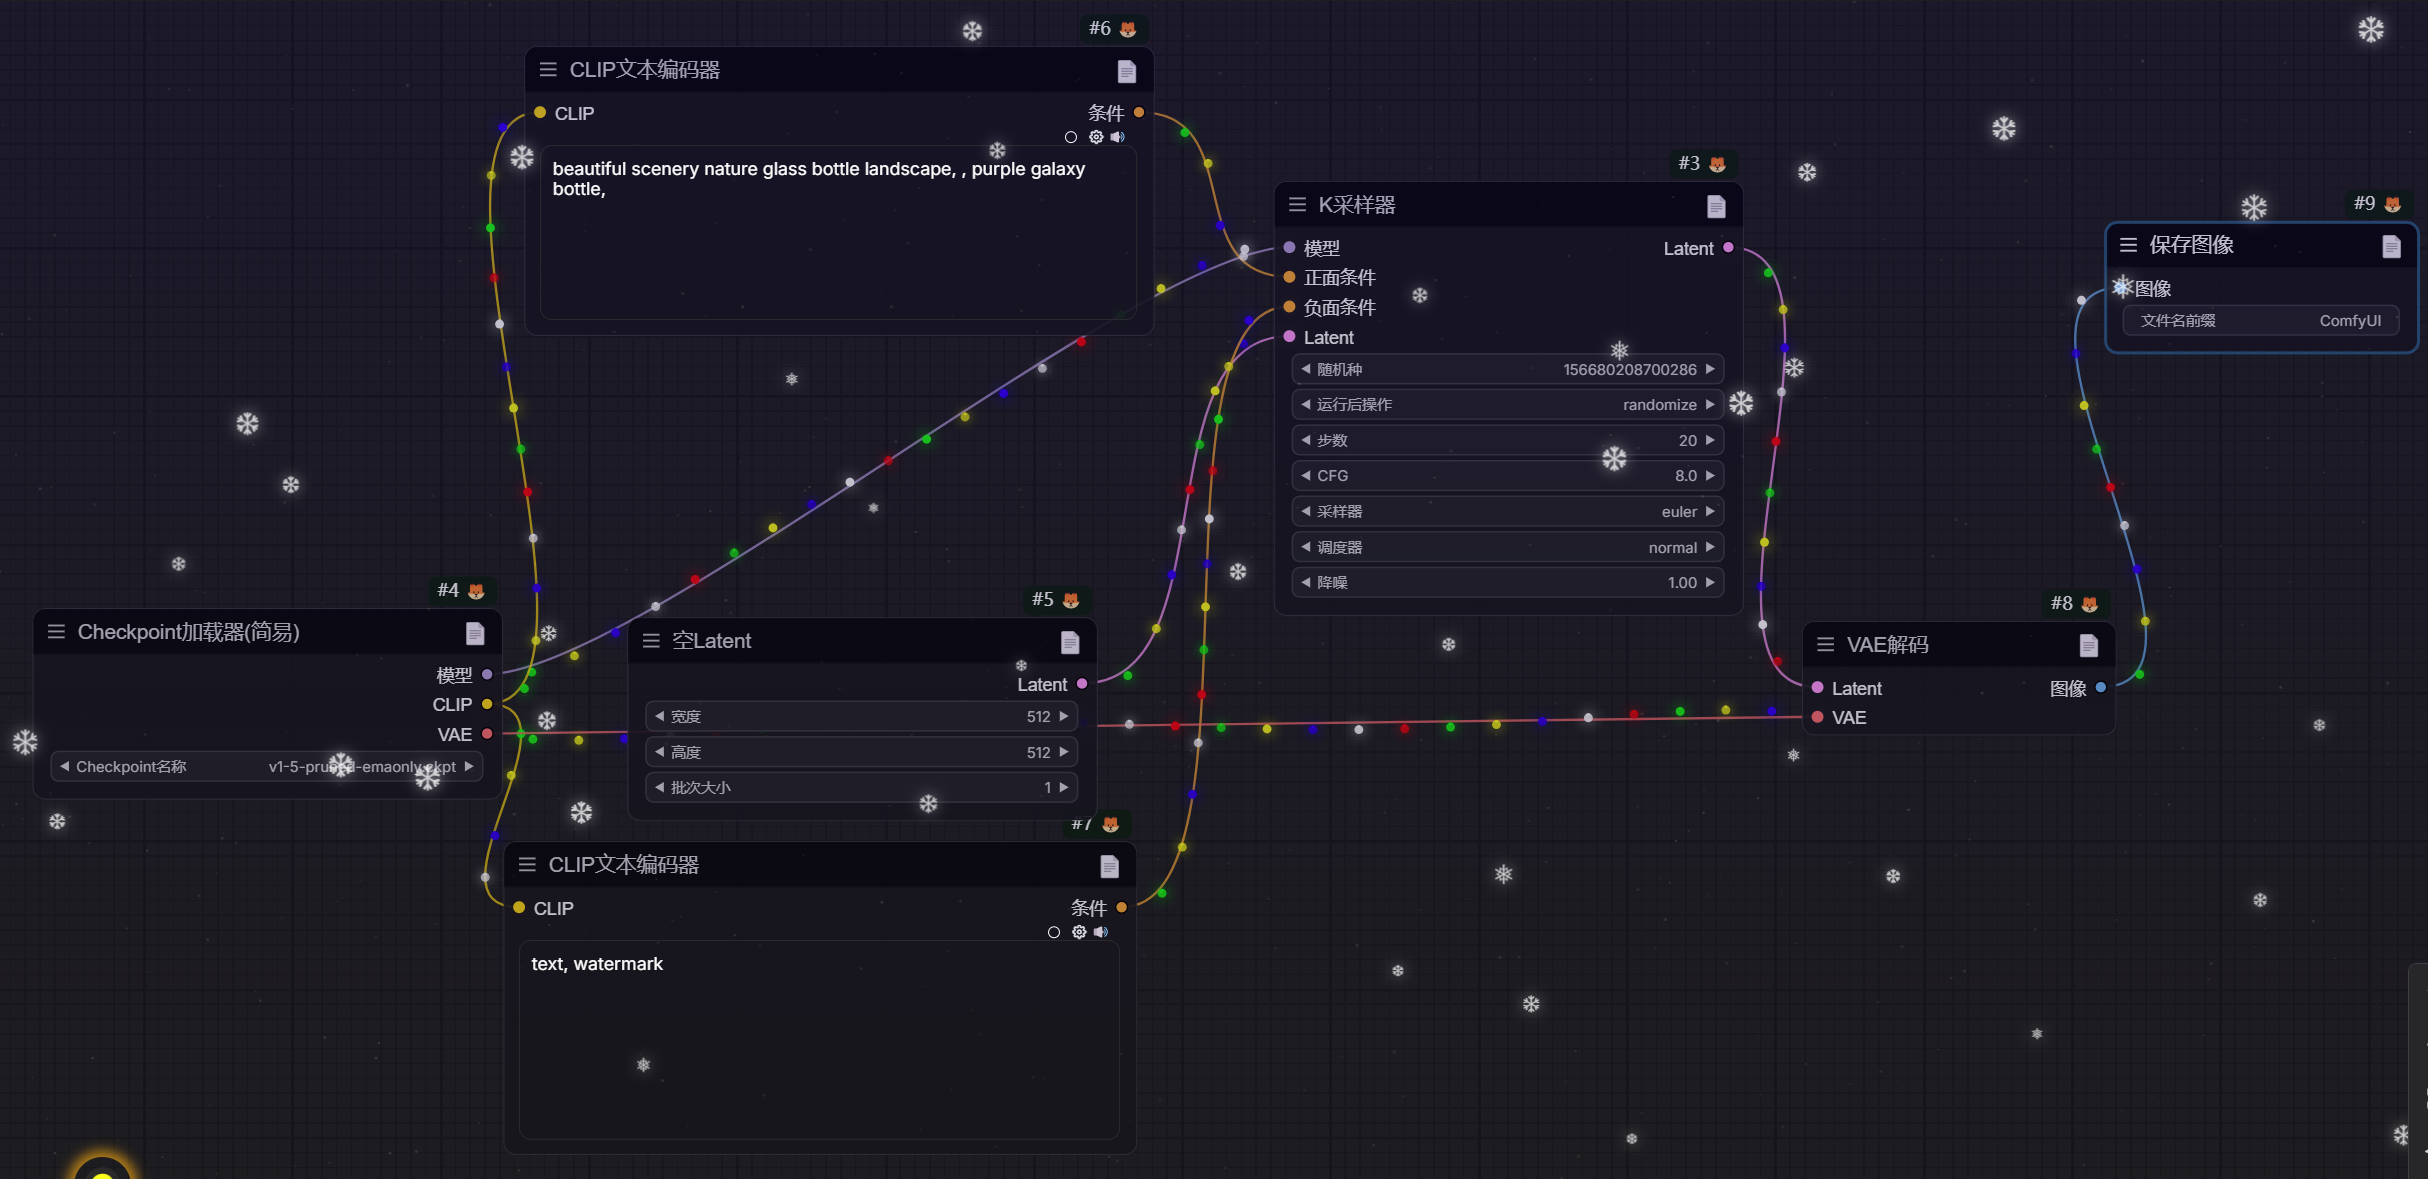 #6
CLIP文本编码器
CLIP
条件
beautiful scenery nature glass bottle landscape, , purple galaxy
bottle,
#3
K采样器
模型
Latent
正面条件
负面条件
Latent
随机种 156680208700286
运行后操作 randomize
步数 20
CFG 8.0
采样器 euler
调度器 normal
降噪 1.00
#9
保存图像
图像
文件名前缀 ComfyUI
#4
Checkpoint加载器(简易)
模型
CLIP
VAE
Checkpoint名称 v1-5-pruned-emaonly.ckpt
#5
空Latent
Latent
宽度 512
高度 512
批次大小 1
#8
VAE解码
Latent
图像
VAE
#7
CLIP文本编码器
CLIP
条件
text, watermark